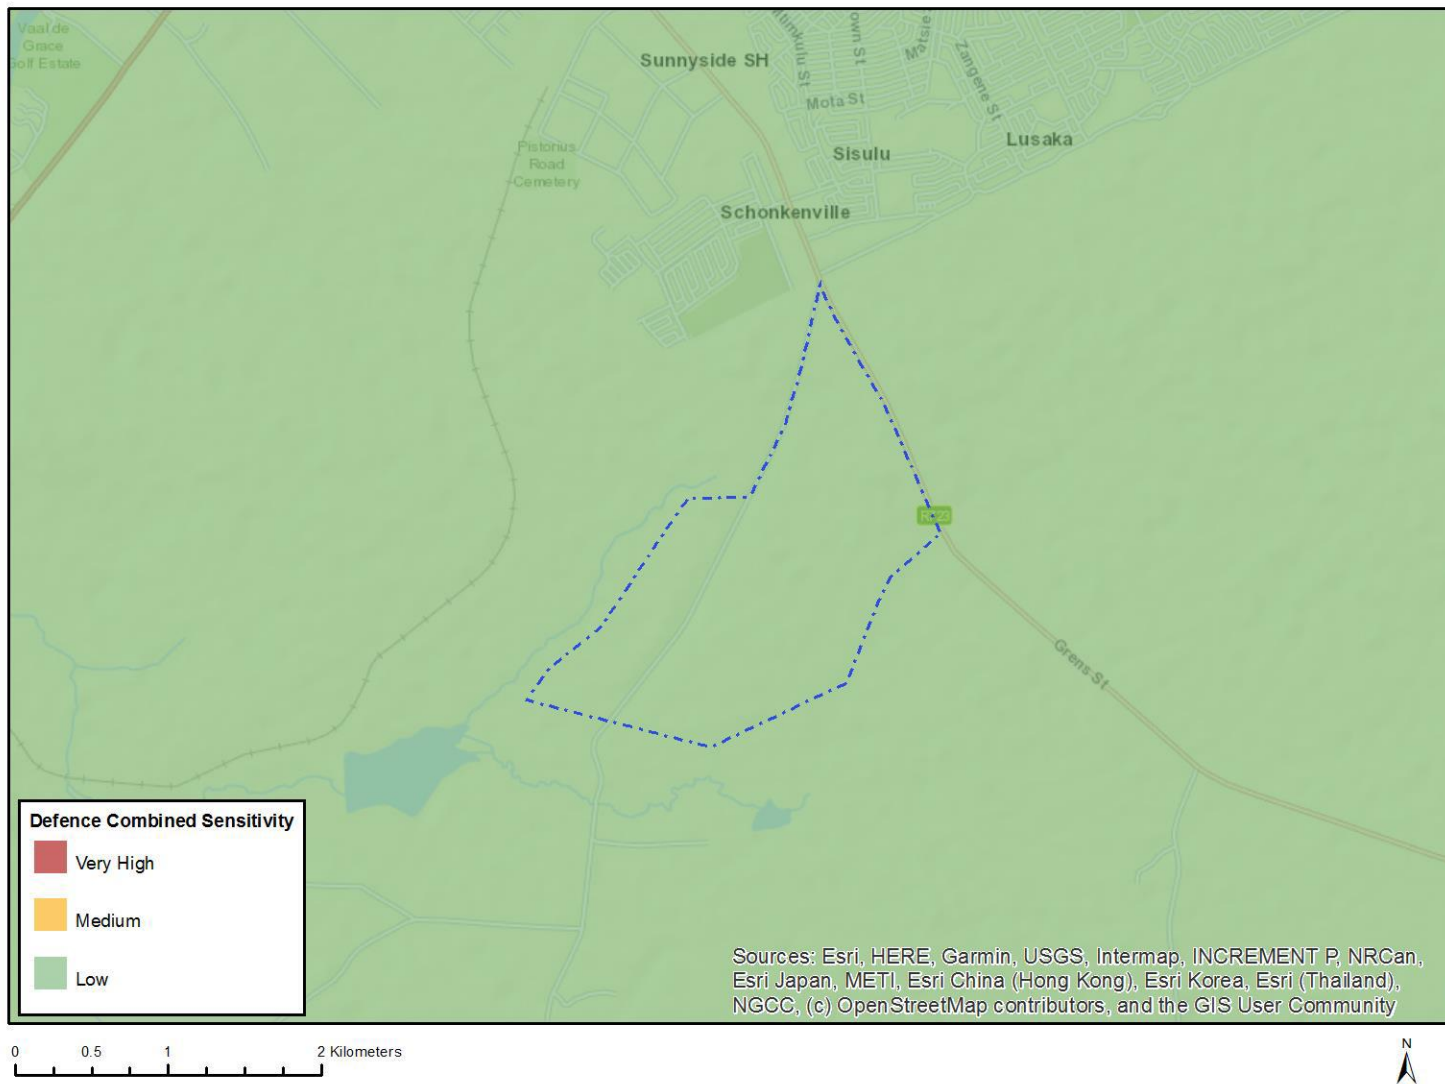 Vaal de
Grace
Golf Estate
Sunnyside SH
Mota St
Zangene St
Lusaka
Sisulu
Pistorius
Road
Cemetery
Schonkenville
Grens St
Defence Combined Sensitivity
Very High
Medium
Low
Sources: Esri, HERE, Garmin, USGS, Intermap, INCREMENT P, NRCan,
Esri Japan, METI, Esri China (Hong Kong), Esri Korea, Esri (Thailand),
NGCC, (c) OpenStreetMap contributors, and the GIS User Community
0 0.5 1 2 Kilometers
N